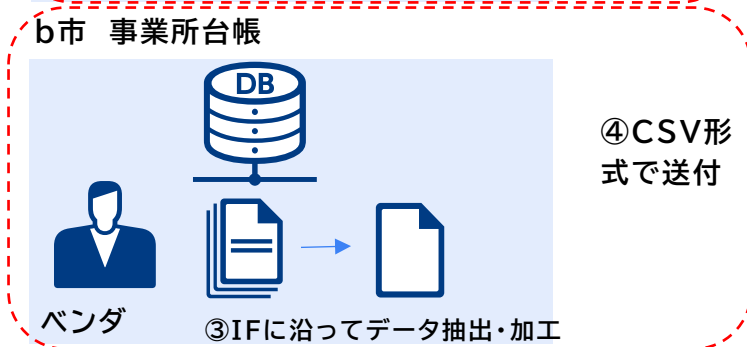 b市 事業所台帳
DB
④CSV形
式で送付
ベンダ
③IFに沿ってデータ抽出・加工